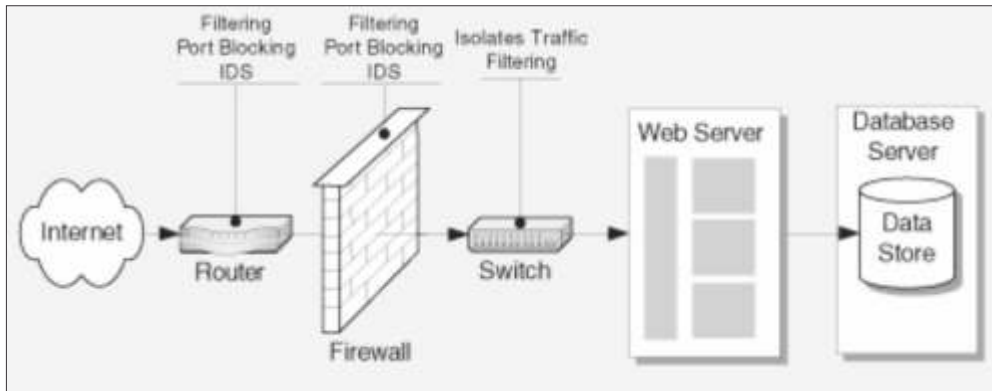 Filtering
Port Blocking
IDS
Filtering
Port Blocking
IDS
Isolates Traffic
Filtering
Internet
Router
Firewall
Switch
Web Server
Database
Server
Data
Store